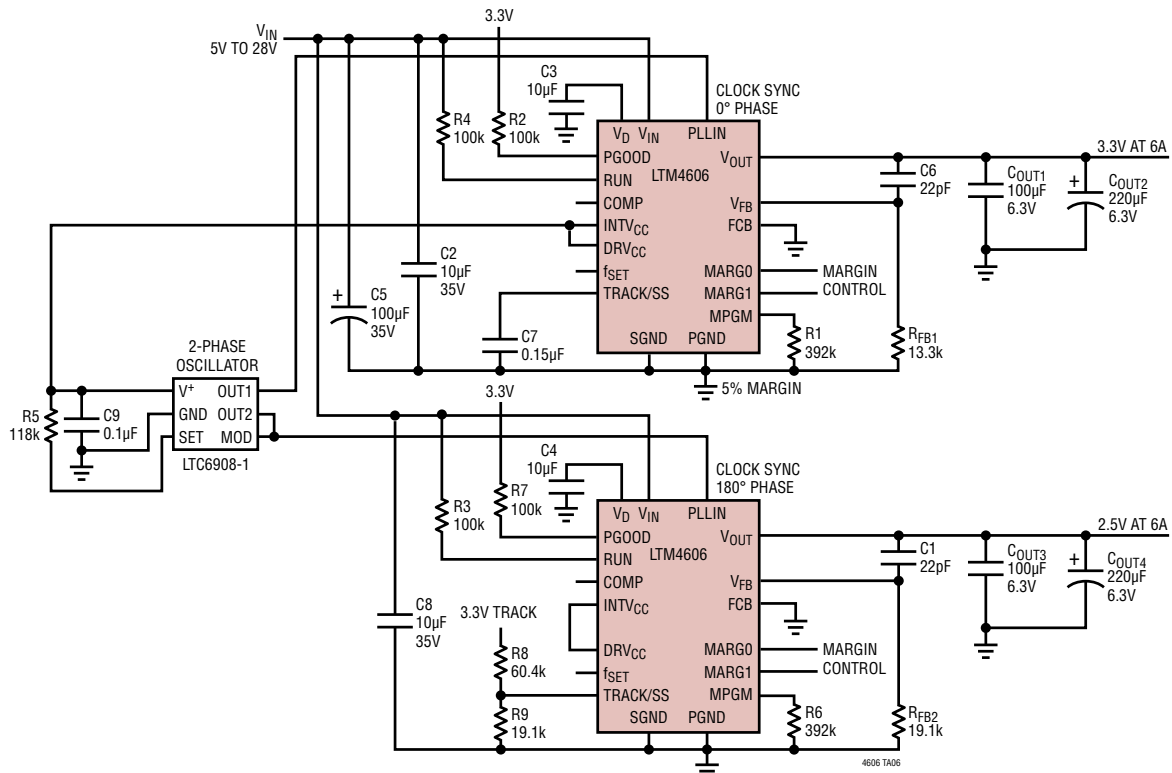 VIN
5V TO 28V
3.3V
C3
10µF
CLOCK SYNC
0° PHASE
R4
100k
R2
100k
VD
VIN
PLLIN
PGOOD
RUN
COMP
INTVCC
DRVCC
fSET
TRACK/SS
SGND
PGND
LTM4606
VOUT
VFB
FCB
MARG0
MARG1
MPGM
3.3V AT 6A
C6
22pF
COUT1
100µF
6.3V
+
COUT2
220µF
6.3V
MARGIN
CONTROL
C2
10µF
35V
+
C5
100µF
35V
C7
0.15µF
R1
392k
RFB1
13.3k
5% MARGIN
2-PHASE
OSCILLATOR
V+
GND
SET
OUT1
OUT2
MOD
LTC6908-1
R5
118k
C9
0.1µF
3.3V
C4
10µF
CLOCK SYNC
180° PHASE
R3
100k
R7
100k
VD
VIN
PLLIN
PGOOD
RUN
COMP
INTVCC
DRVCC
fSET
TRACK/SS
SGND
PGND
LTM4606
VOUT
VFB
FCB
MARG0
MARG1
MPGM
2.5V AT 6A
C1
22pF
COUT3
100µF
6.3V
+
COUT4
220µF
6.3V
MARGIN
CONTROL
C8
10µF
35V
3.3V TRACK
R8
60.4k
R9
19.1k
R6
392k
RFB2
19.1k
4606 TA06